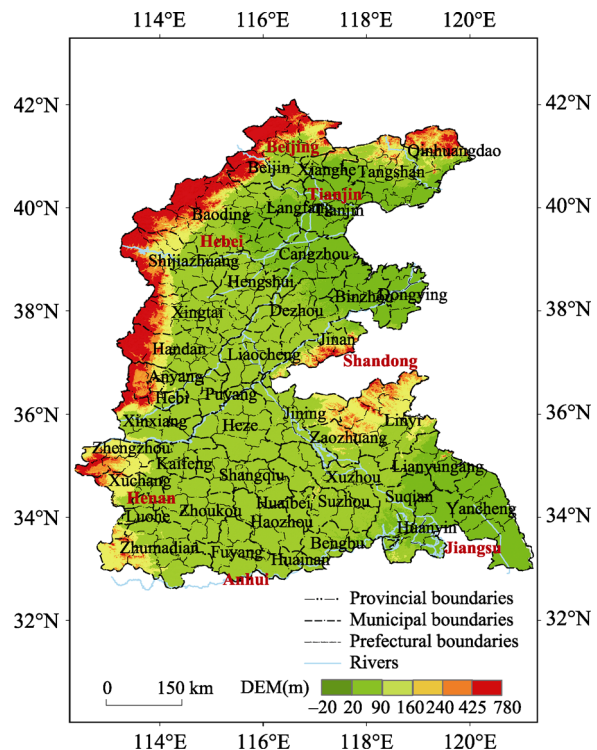 114°E 116°E 118°E 120°E
42°N 42°N
Beijing
Beijin Xianghe Tangshan Qinhuangdao
Tianjin
40°N Baoding Langfang Tianjin 40°N
Hebei
Shijiazhuang Cangzhou
Hengshui
Binzhou Dongying
38°N Xingtai Dezhou 38°N
Handan Liaocheng Jinan
Shandong
Anyang
Hebi Puyang
36°N Xinxiang Heze Jining Linyi 36°N
Zaozhuang
Zhengzhou
Kaifeng Lianyungang
Xuchang Shangqiu Xuzhou
Henan Huaibei Suzhou Suqian
34°N Luohe Zhoukou Haozhou Yancheng 34°N
Huanyin
Zhumadian Fuyang Bengbu Jiangsu
Huainan
Anhui
Provincial boundaries
32°N Municipal boundaries 32°N
Prefectural boundaries
Rivers
0 150 km DEM(m)
–20 20 90 160 240 425 780
114°E 116°E 118°E 120°E